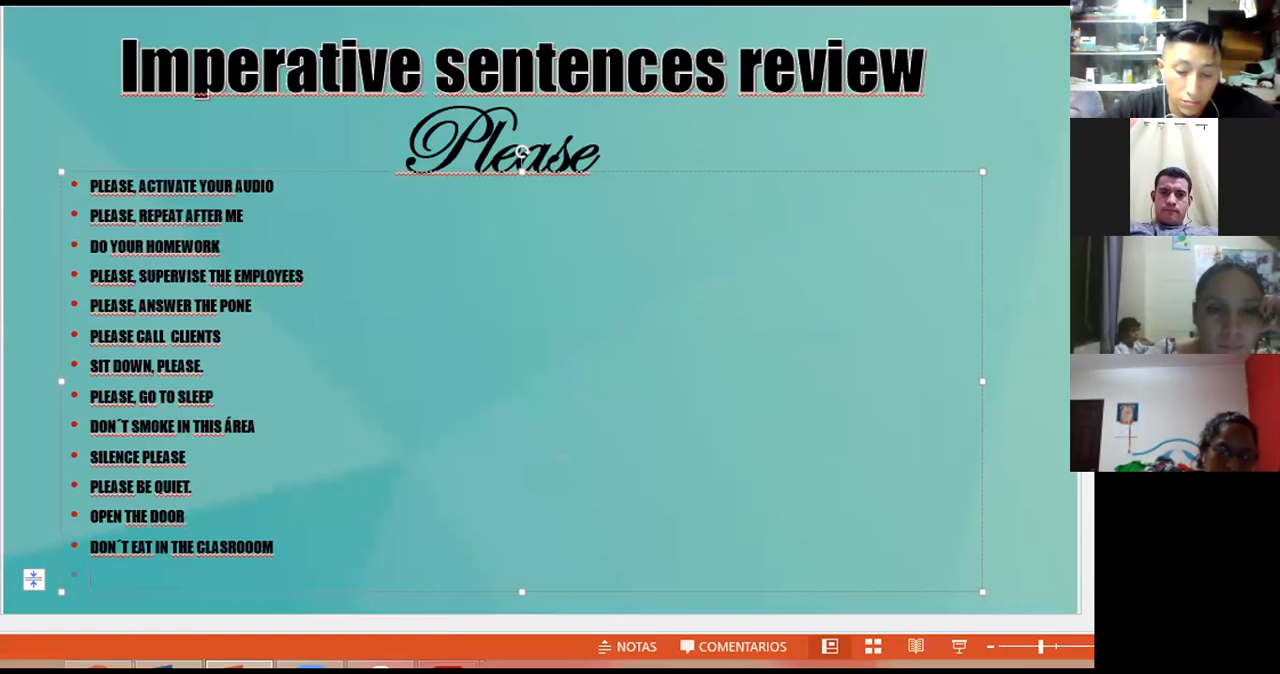 Imperative sentences review
Please
PLEASE, ACTIVATE YOUR AUDIO
PLEASE, REPEAT AFTER ME
DO YOUR HOMEWORK
PLEASE, SUPERVISE THE EMPLOYEES
PLEASE, ANSWER THE PONE
PLEASE CALL CLIENTS
SIT DOWN, PLEASE.
PLEASE, GO TO SLEEP
DON´T SMOKE IN THIS ÁREA
SILENCE PLEASE
PLEASE BE QUIET.
OPEN THE DOOR
DON´T EAT IN THE CLASROOOM
NOTAS
COMENTARIOS